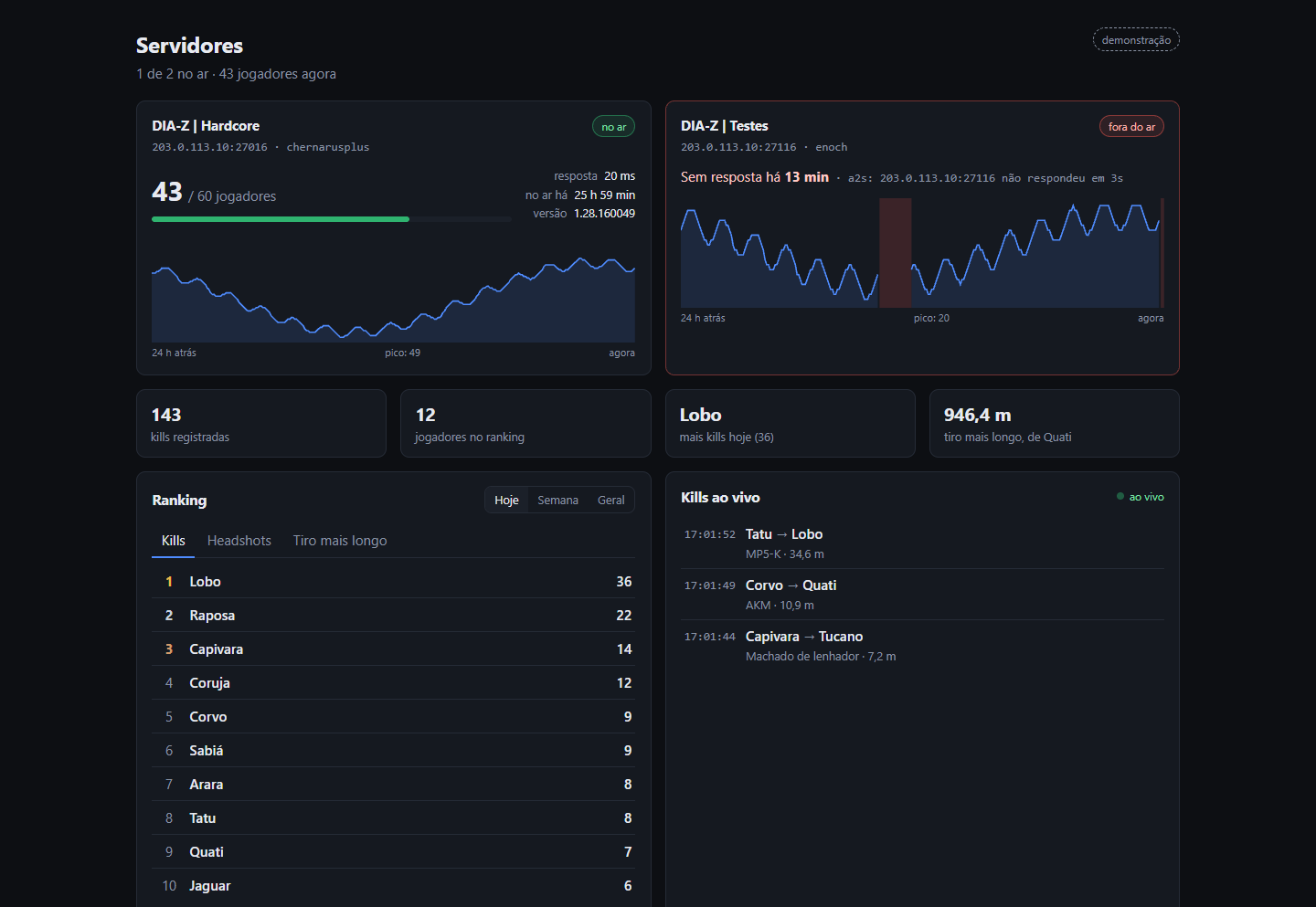 Servidores
demonstração
1 de 2 no ar · 43 jogadores agora
DIA-Z | Hardcore
no ar
203.0.113.10:27016 · chernarusplus
43 / 60 jogadores
resposta 20 ms
no ar há 25 h 59 min
versão 1.28.160049
24 h atrás
pico: 49
agora
DIA-Z | Testes
fora do ar
203.0.113.10:27116 · enoch
Sem resposta há 13 min · a2s: 203.0.113.10:27116 não respondeu em 3s
24 h atrás
pico: 20
agora
143
kills registradas
12
jogadores no ranking
Lobo
mais kills hoje (36)
946,4 m
tiro mais longo, de Quati
Ranking
Hoje Semana Geral
Kills Headshots Tiro mais longo
1 Lobo 36
2 Raposa 22
3 Capivara 14
4 Coruja 12
5 Corvo 9
6 Sabiá 9
7 Arara 8
8 Tatu 8
9 Quati 7
10 Jaguar 6
Kills ao vivo
ao vivo
17:01:52 Tatu → Lobo
MP5-K · 34,6 m
17:01:49 Corvo → Quati
AKM · 10,9 m
17:01:44 Capivara → Tucano
Machado de lenhador · 7,2 m